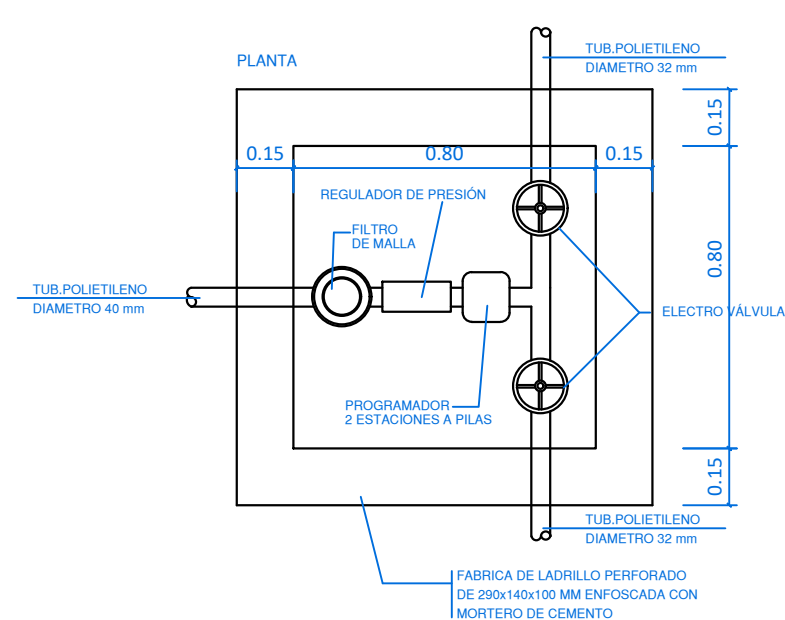 PLANTA
TUB.POLIETILENO
DIAMETRO 32 mm
0.15
0.15
0.80
0.15
REGULADOR DE PRESIÓN
FILTRO
DE MALLA
0.80
TUB.POLIETILENO
DIAMETRO 40 mm
ELECTRO VÁLVULA
PROGRAMADOR
2 ESTACIONES A PILAS
0.15
TUB.POLIETILENO
DIAMETRO 32 mm
FABRICA DE LADRILLO PERFORADO
DE 290x140x100 MM ENFOSCADA CON
MORTERO DE CEMENTO